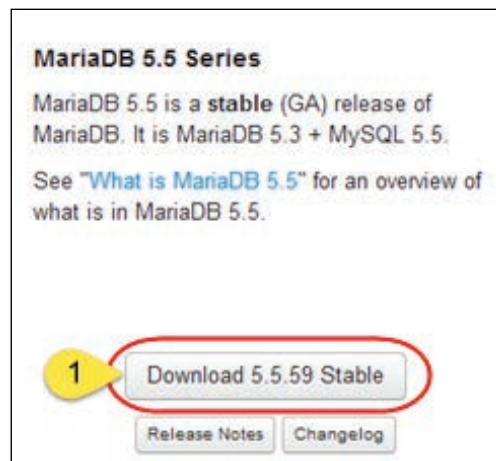 MariaDB 5.5 Series
MariaDB 5.5 is a stable (GA) release of
MariaDB. It is MariaDB 5.3 + MySQL 5.5.
See "What is MariaDB 5.5" for an overview of
what is in MariaDB 5.5.
1 Download 5.5.59 Stable
Release Notes Changelog